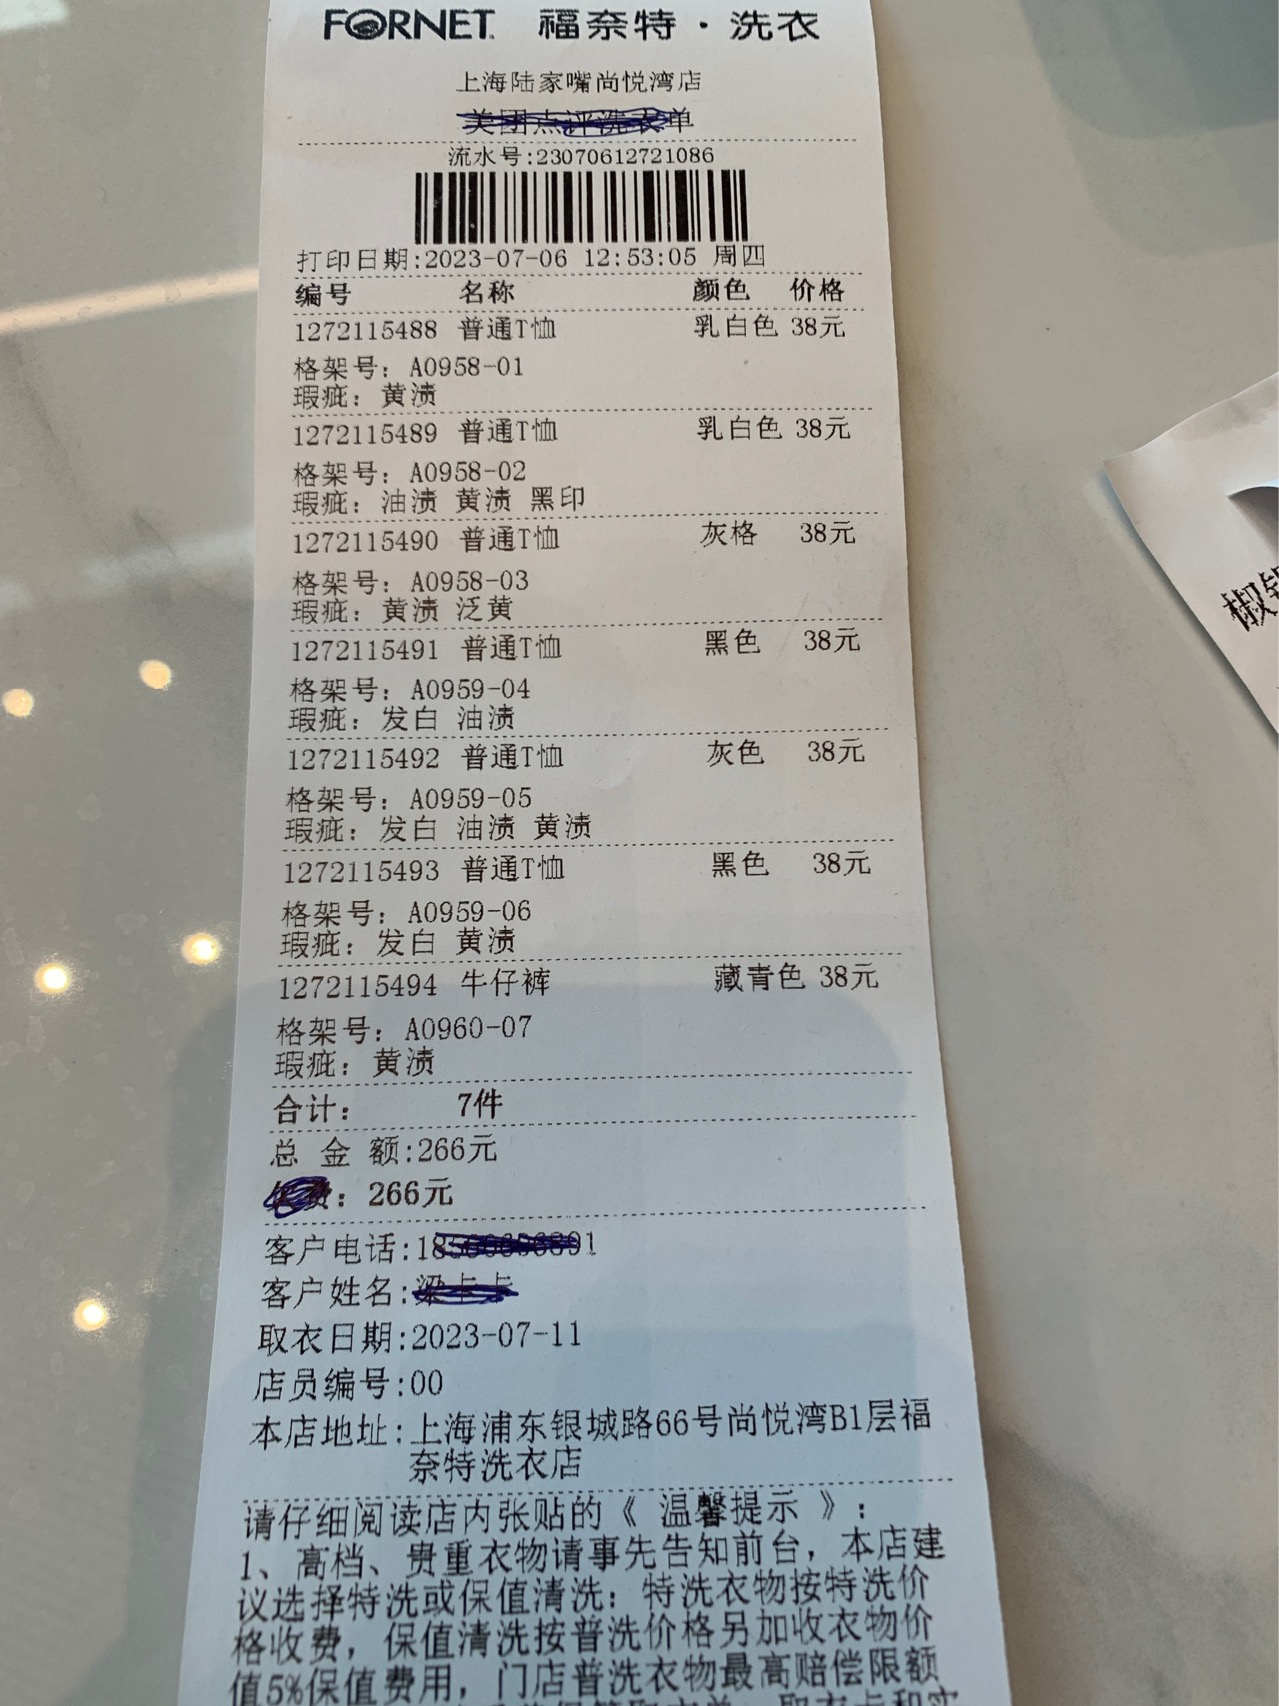 FORNET 福奈特·洗衣
上海陆家嘴尚悦湾店
美团点评洗衣单
流水号:23070612721086
打印日期:2023-07-06 12:53:05 周四
编号 名称 颜色 价格
1272115488 普通T恤 乳白色 38元
格架号: A0958-01
瑕疵: 黄渍
1272115489 普通T恤 乳白色 38元
格架号: A0958-02
瑕疵: 油渍 黄渍 黑印
1272115490 普通T恤 灰格 38元
格架号: A0958-03
瑕疵: 黄渍 泛黄
1272115491 普通T恤 黑色 38元
格架号: A0959-04
瑕疵: 发白 油渍
1272115492 普通T恤 灰色 38元
格架号: A0959-05
瑕疵: 发白 油渍 黄渍
1272115493 普通T恤 黑色 38元
格架号: A0959-06
瑕疵: 发白 黄渍
1272115494 牛仔裤 藏青色 38元
格架号: A0960-07
瑕疵: 黄渍
合计: 7件
总 金 额:266元
: 266元
客户电话:
客户姓名:
取衣日期:2023-07-11
店员编号:00
本店地址:上海浦东银城路66号尚悦湾B1层福
奈特洗衣店
请仔细阅读店内张贴的《 温馨提示 》:
1、高档、贵重衣物请事先告知前台，本店建
议选择特洗或保值清洗：特洗衣物按特洗价
格收费，保值清洗按普洗价格另加收衣物价
值5%保值费用，门店普洗衣物最高赔偿限额
椒